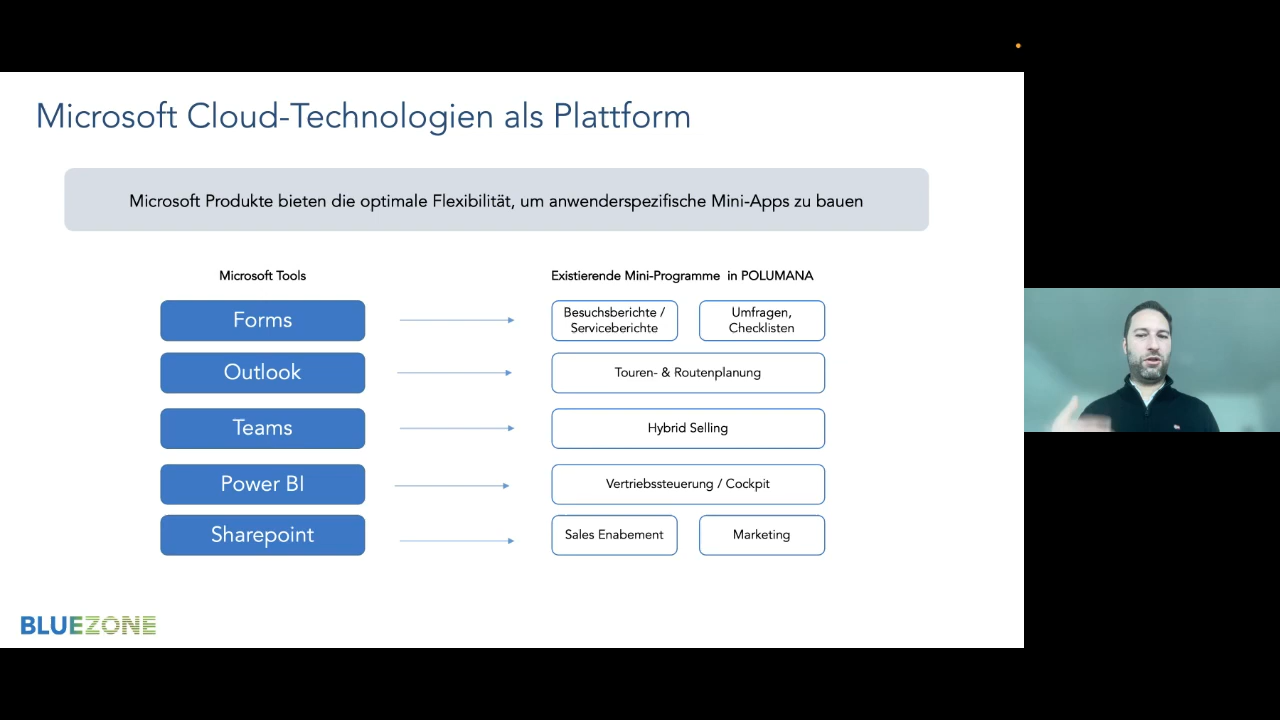 Microsoft Cloud-Technologien als Plattform
Microsoft Produkte bieten die optimale Flexibilität, um anwenderspezifische Mini-Apps zu bauen
Microsoft Tools
Existierende Mini-Programme in POLUMANA
Forms
Besuchsberichte /
Serviceberichte
Umfragen,
Checklisten
Outlook
Touren- & Routenplanung
Teams
Hybrid Selling
Power BI
Vertriebssteuerung / Cockpit
Sharepoint
Sales Enabement
Marketing
BLUEZONE